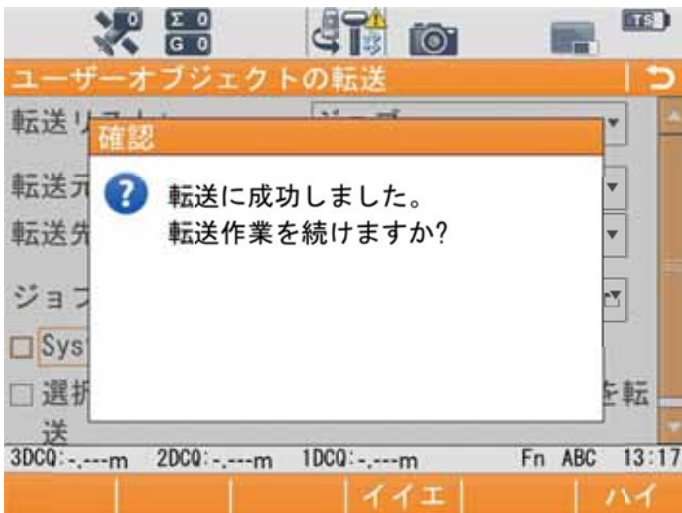 0
Σ 0
G 0
TS
ユーザーオブジェクトの転送
転送リ
確認
転送元
転送に成功しました。
転送先
転送作業を続けますか?
ジョブ
Sys
選択
を転
送
3DCQ:-.---m 2DCQ:-.---m 1DCQ:-.---m Fn ABC 13:17
イイエ ハイ